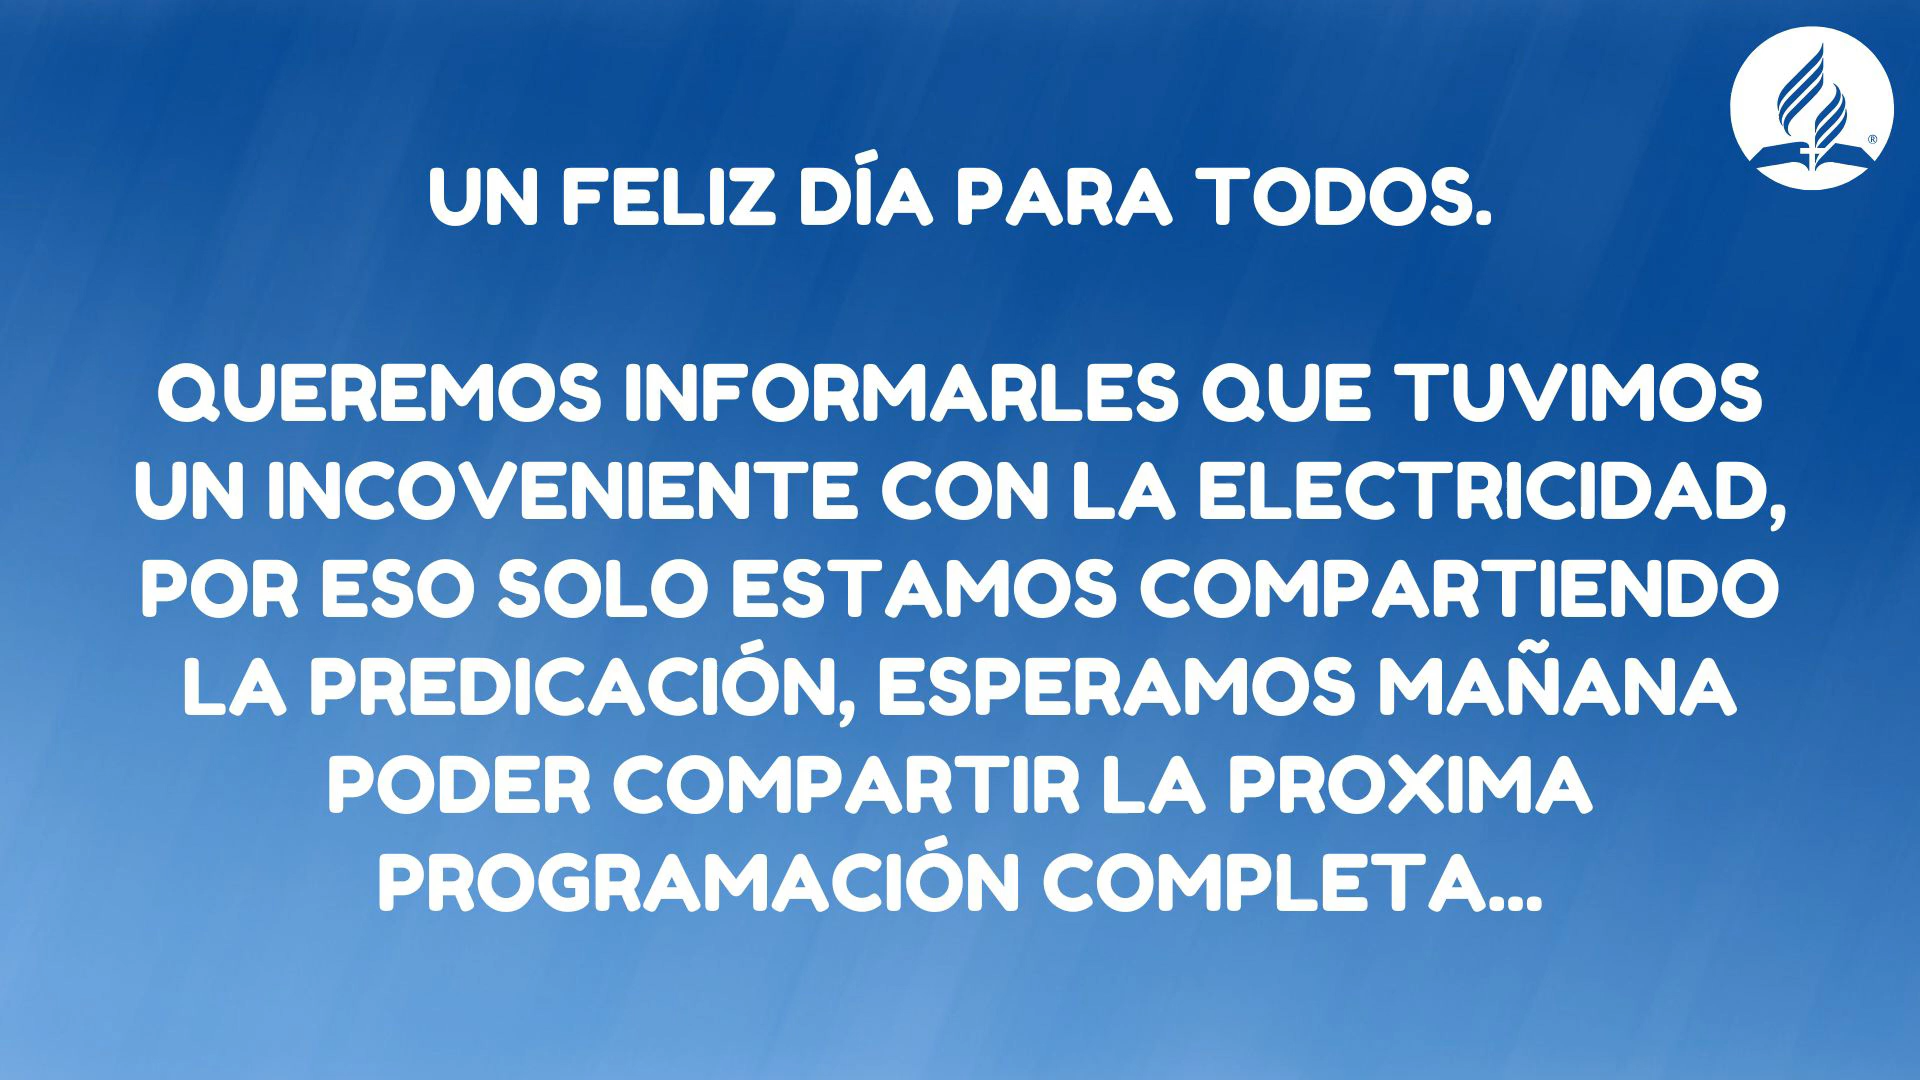 UN FELIZ DÍA PARA TODOS.
QUEREMOS INFORMARLES QUE TUVIMOS
UN INCOVENIENTE CON LA ELECTRICIDAD,
POR ESO SOLO ESTAMOS COMPARTIENDO
LA PREDICACIÓN, ESPERAMOS MAÑANA
PODER COMPARTIR LA PROXIMA
PROGRAMACIÓN COMPLETA...
®